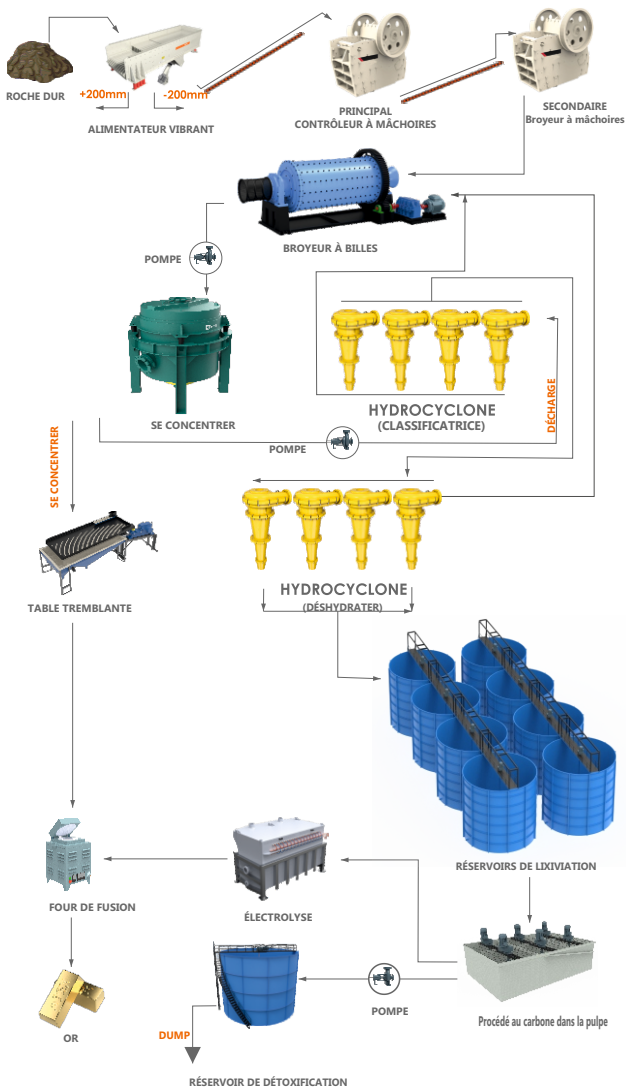 ROCHE DUR
+200mm
-200mm
ALIMENTATEUR VIBRANT
PRINCIPAL
CONTRÔLEUR À MÂCHOIRES
SECONDAIRE
Broyeur à mâchoires
BROYEUR À BILLES
POMPE
SE CONCENTRER
HYDROCYCLONE
(CLASSIFICATRICE)
DÉCHARGE
POMPE
SE CONCENTRER
TABLE TREMBLANTE
HYDROCYCLONE
(DÉSHYDRATER)
RÉSERVOIRS DE LIXIVIATION
FOUR DE FUSION
ÉLECTROLYSE
Procédé au carbone dans la pulpe
POMPE
OR
DUMP
RÉSERVOIR DE DÉTOXIFICATION